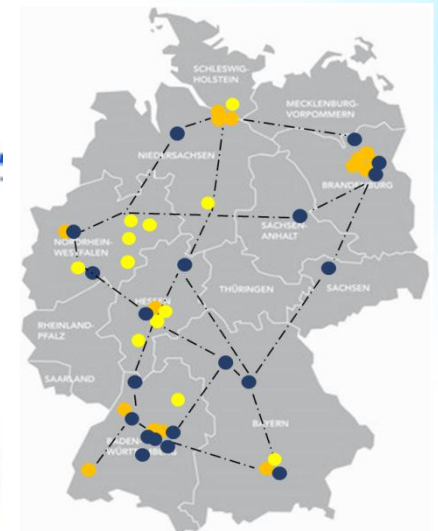 SCHLESWIG-
HOLSTEIN
MECKLENBURG-
VORPOMMERN
NIEDERSACHSEN
BRANDENBURG
SACHSEN-
ANHALT
NORDRHEIN-
WESTFALEN
SACHSEN
THÜRINGEN
HESSEN
RHEINLAND-
PFALZ
SAARLAND
BAYERN
BADEN-
WÜRTTEMBERG